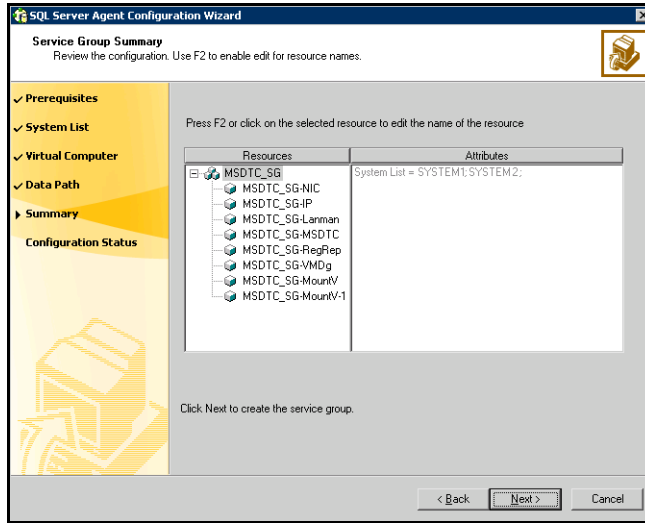 SQL Server Agent Configuration Wizard
Service Group Summary
Review the configuration. Use F2 to enable edit for resource names.
Prerequisites
System List
Virtual Computer
Data Path
Summary
Configuration Status
Press F2 or click on the selected resource to edit the name of the resource
Resources Attributes
MSDTC_SG System List = SYSTEM1;SYSTEM2;
MSDTC_SG-NIC
MSDTC_SG-IP
MSDTC_SG-Lanman
MSDTC_SG-MSDTC
MSDTC_SG-RegRep
MSDTC_SG-VMDg
MSDTC_SG-MountV
MSDTC_SG-MountV-1
Click Next to create the service group.
< Back Next > Cancel